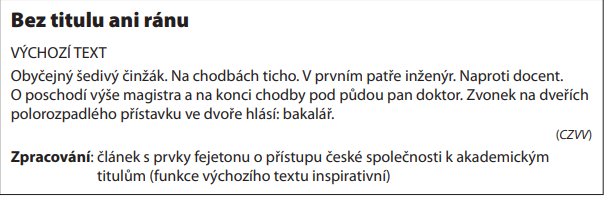 Bez titulu ani ránu
VÝCHOZÍ TEXT
Obyčejný šedivý činžák. Na chodbách ticho. V prvním patře inženýr. Naproti docent.
O poschodí výše magistra a na konci chodby pod půdou pan doktor. Zvonek na dveřích
polorozpadlého přístavku ve dvoře hlásí: bakalář.
(CZVV)
Zpracování: článek s prvky fejetonu o přístupu české společnosti k akademickým
titulům (funkce výchozího textu inspirativní)